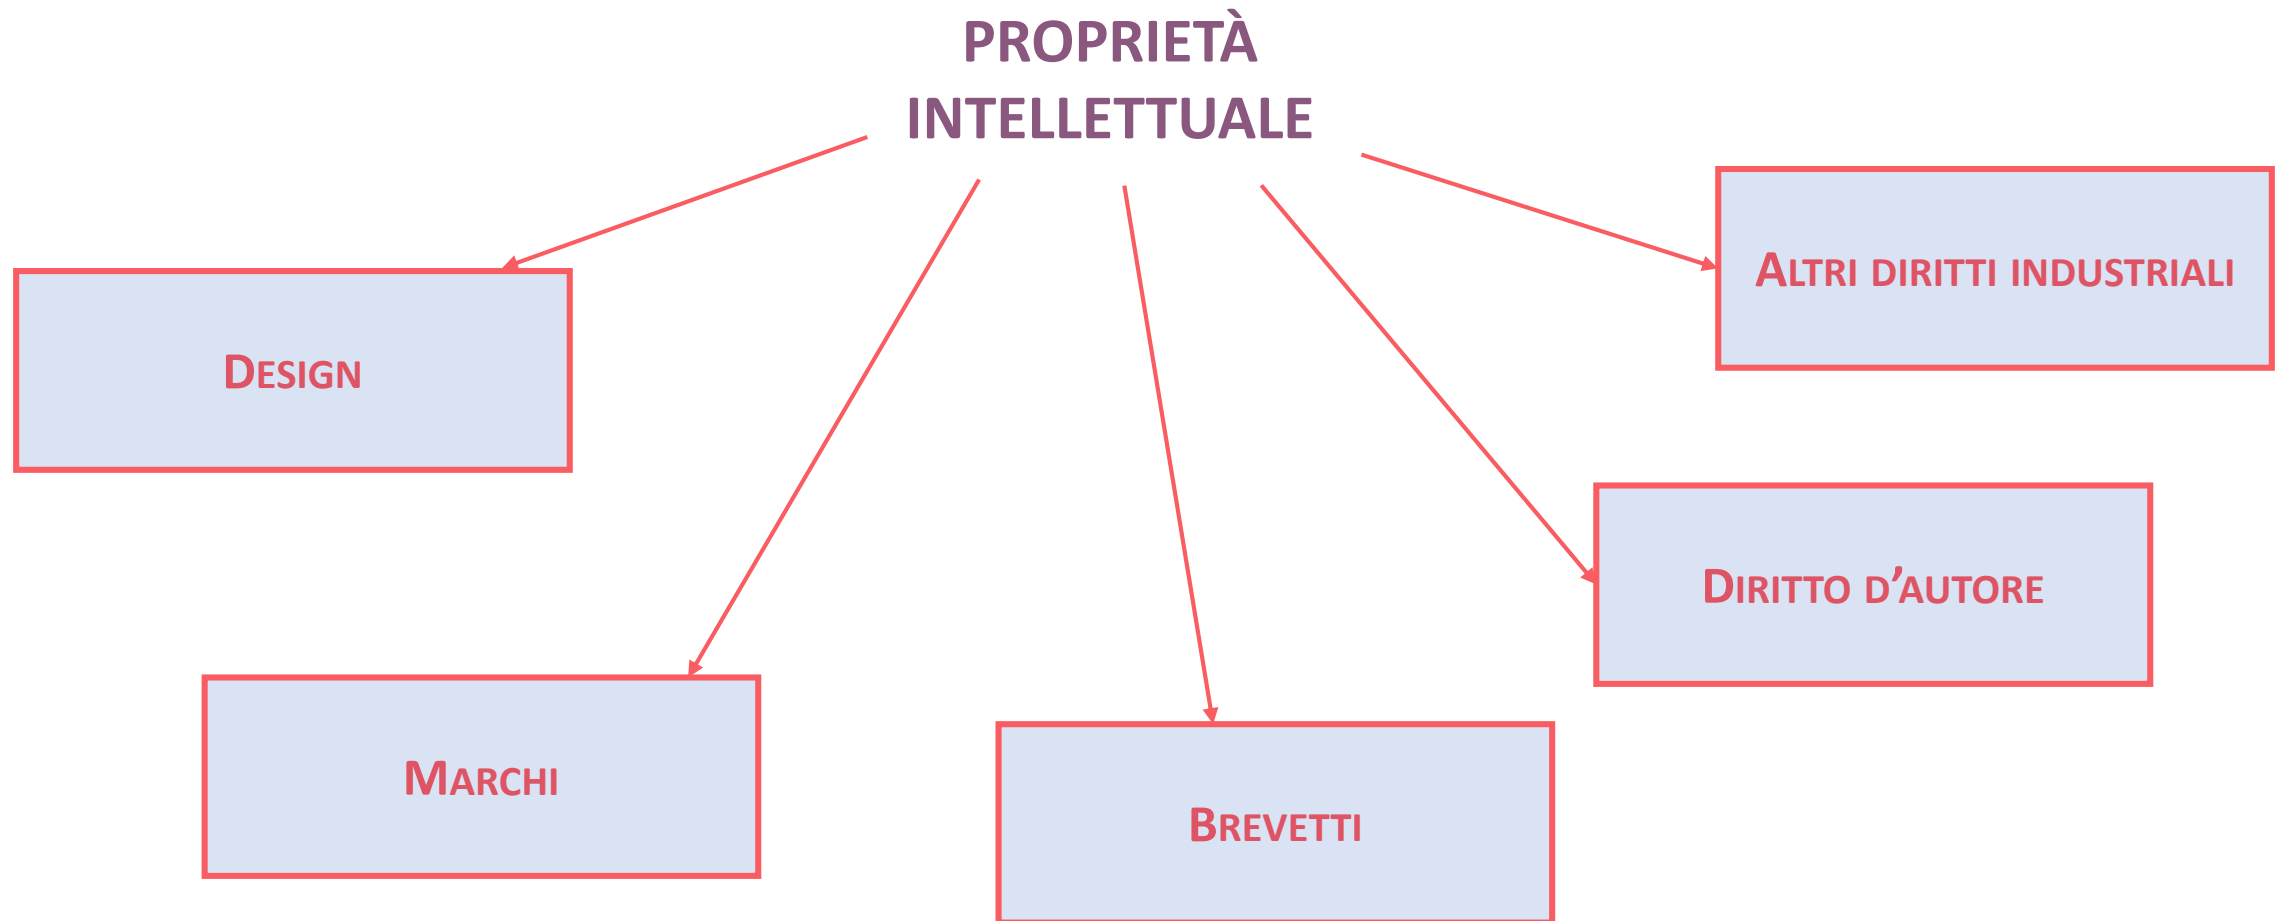 PROPRIETÀ
INTELLETTUALE
ALTRI DIRITTI INDUSTRIALI
DESIGN
DIRITTO D’AUTORE
MARCHI
BREVETTI